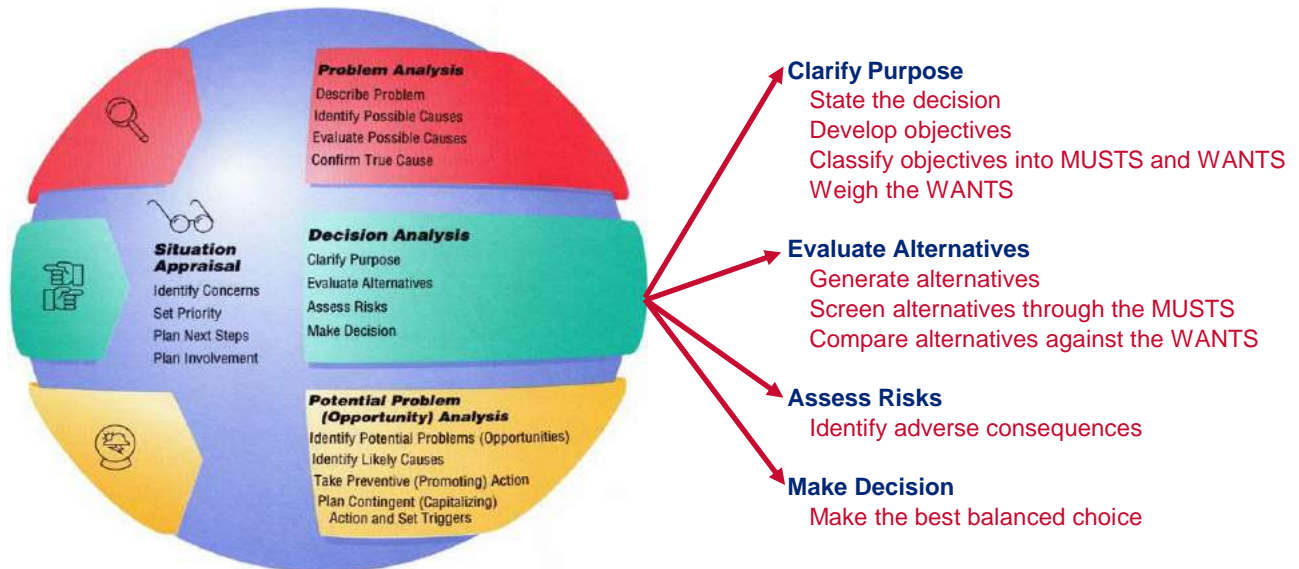 Problem Analysis
Describe Problem
Identify Possible Causes
Evaluate Possible Causes
Confirm True Cause
Situation
Appraisal
Identify Concerns
Set Priority
Plan Next Steps
Plan Involvement
Decision Analysis
Clarify Purpose
Evaluate Alternatives
Assess Risks
Make Decision
Potential Problem
(Opportunity) Analysis
Identify Potential Problems (Opportunities)
Identify Likely Causes
Take Preventive (Promoting) Action
Plan Contingent (Capitalizing)
Action and Set Triggers
Clarify Purpose
State the decision
Develop objectives
Classify objectives into MUSTS and WANTS
Weigh the WANTS
Evaluate Alternatives
Generate alternatives
Screen alternatives through the MUSTS
Compare alternatives against the WANTS
Assess Risks
Identify adverse consequences
Make Decision
Make the best balanced choice